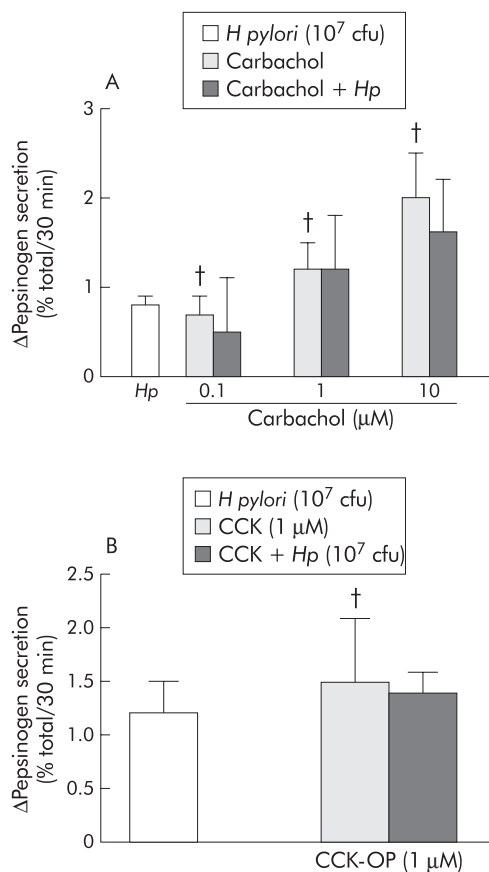 H pylori (10⁷ cfu)
Carbachol
Carbachol + Hp
A
ΔPepsinogen secretion
(% total/30 min)
3
2
1
0
†
†
†
Hp
0.1
1
10
Carbachol (μM)
H pylori (10⁷ cfu)
CCK (1 μM)
CCK + Hp (10⁷ cfu)
B
ΔPepsinogen secretion
(% total/30 min)
2.5
2.0
1.5
1.0
0.5
0
†
CCK-OP (1 μM)